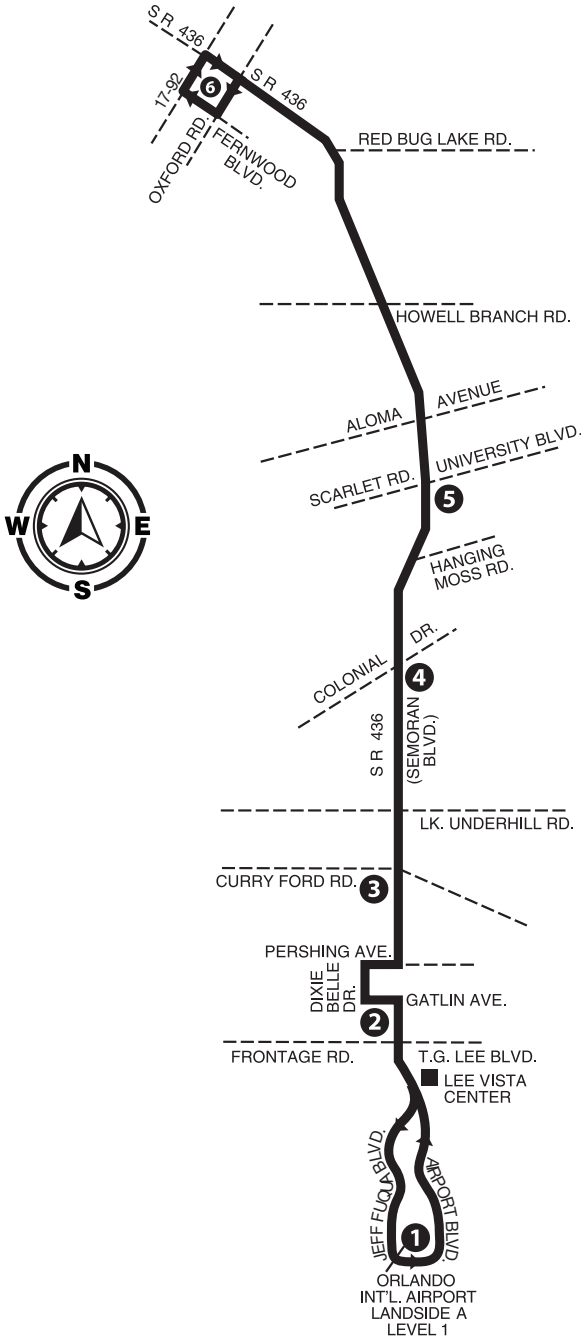 S R 436
17-92
6
S R 436
OXFORD RD.
FERNWOOD
BLVD.
RED BUG LAKE RD.
HOWELL BRANCH RD.
ALOMA AVENUE
SCARLET RD. UNIVERSITY BLVD.
5
N
W E
S
HANGING
MOSS RD.
COLONIAL DR.
4
S R 436
(SEMORAN
BLVD.)
LK. UNDERHILL RD.
CURRY FORD RD.
3
PERSHING AVE.
DIXIE
BELLE
DR.
GATLIN AVE.
2
FRONTAGE RD.
T.G. LEE BLVD.
LEE VISTA
CENTER
JEFF FUQUA BLVD.
AIRPORT BLVD.
1
ORLANDO
INT'L. AIRPORT
LANDSIDE A
LEVEL 1